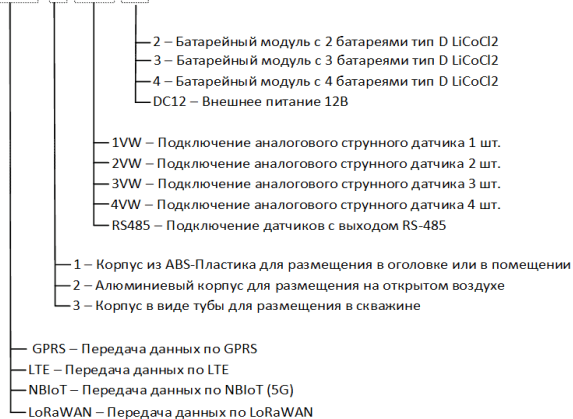 2 – Батарейный модуль с 2 батареями тип D LiCoCl2
3 – Батарейный модуль с 3 батареями тип D LiCoCl2
4 – Батарейный модуль с 4 батареями тип D LiCoCl2
DC12 – Внешнее питание 12В
1VW – Подключение аналогового струнного датчика 1 шт.
2VW – Подключение аналогового струнного датчика 2 шт.
3VW – Подключение аналогового струнного датчика 3 шт.
4VW – Подключение аналогового струнного датчика 4 шт.
RS485 – Подключение датчиков с выходом RS-485
1 – Корпус из ABS-Пластика для размещения в оголовке или в помещении
2 – Алюминиевый корпус для размещения на открытом воздухе
3 – Корпус в виде тубы для размещения в скважине
GPRS – Передача данных по GPRS
LTE – Передача данных по LTE
NBIoT – Передача данных по NBIoT (5G)
LoRaWAN – Передача данных по LoRaWAN